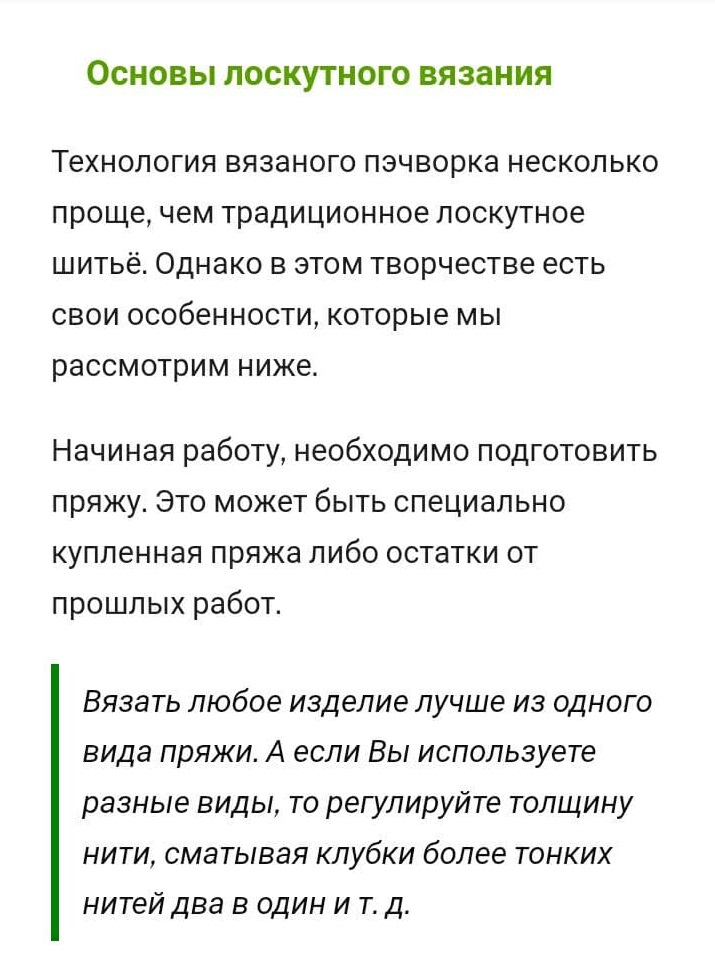 Основы лоскутного вязания
Технология вязаного пэчворка несколько
проще, чем традиционное лоскутное
шитьё. Однако в этом творчестве есть
свои особенности, которые мы
рассмотрим ниже.
Начиная работу, необходимо подготовить
пряжу. Это может быть специально
купленная пряжа либо остатки от
прошлых работ.
Вязать любое изделие лучше из одного
вида пряжи. А если Вы используете
разные виды, то регулируйте толщину
нити, сматывая клубки более тонких
нитей два в один и т. д.